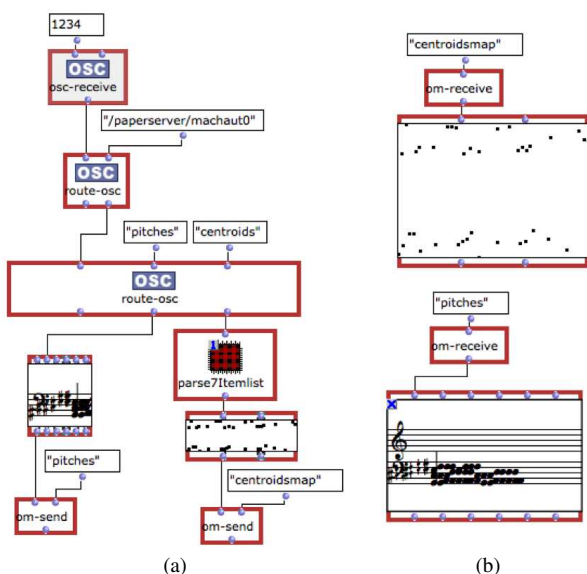 1234
OSC
osc-receive
"/paperserver/machaut0"
OSC
route-osc
"pitches"
"centroids"
OSC
route-osc
1
parse7Itemlist
"pitches"
om-send
"centroidsmap"
om-send
(a)
"centroidsmap"
om-receive
"pitches"
om-receive
x
(b)